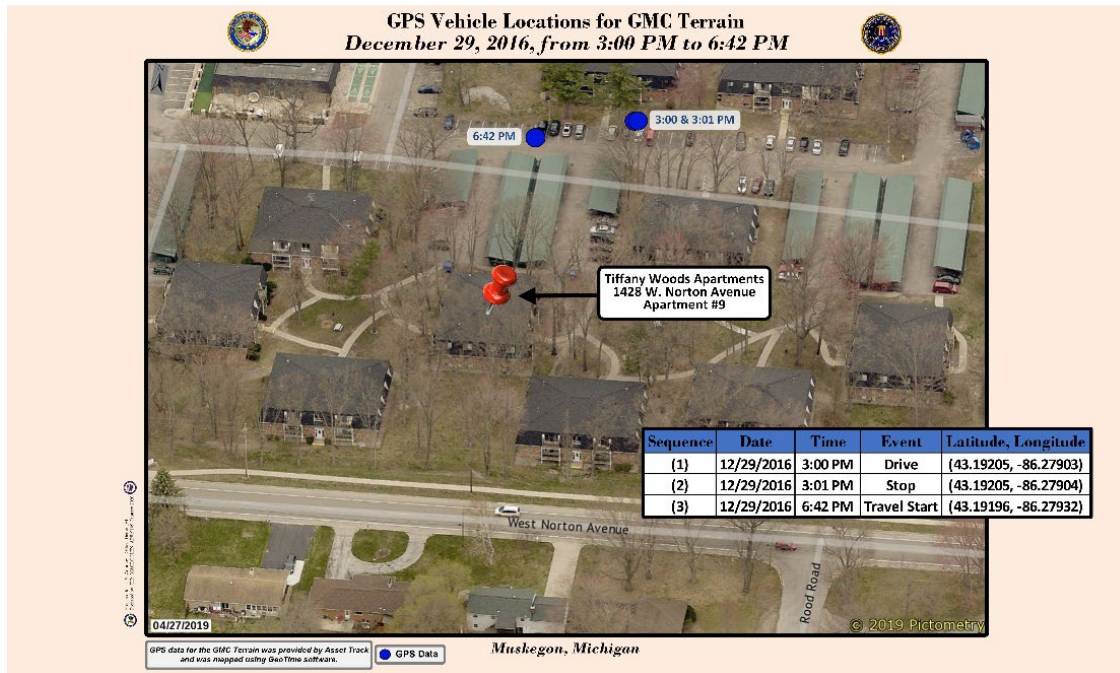 GPS Vehicle Locations for GMC Terrain
December 29, 2016, from 3:00 PM to 6:42 PM
6:42 PM
3:00 & 3:01 PM
Tiffany Woods Apartments
1428 W. Norton Avenue
Apartment #9
Sequence Date Time Event Latitude, Longitude
(1) 12/29/2016 3:00 PM Drive (43.19205, -86.27903)
(2) 12/29/2016 3:01 PM Stop (43.19205, -86.27904)
(3) 12/29/2016 6:42 PM Travel Start (43.19196, -86.27932)
West Norton Avenue
Rood Road
04/27/2019
© 2019 Pictometry
GPS data for the GMC Terrain was provided by Asset Track
and was mapped using GeoTime software.
GPS Data
Muskegon, Michigan